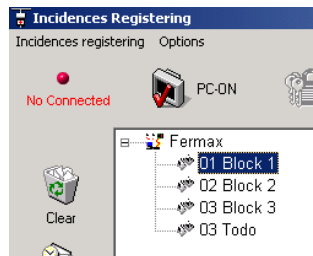 Incidences Registering
Incidences registering Options
No Connected
PC-ON
Fermax
01 Block 1
02 Block 2
03 Block 3
03 Todo
Clear